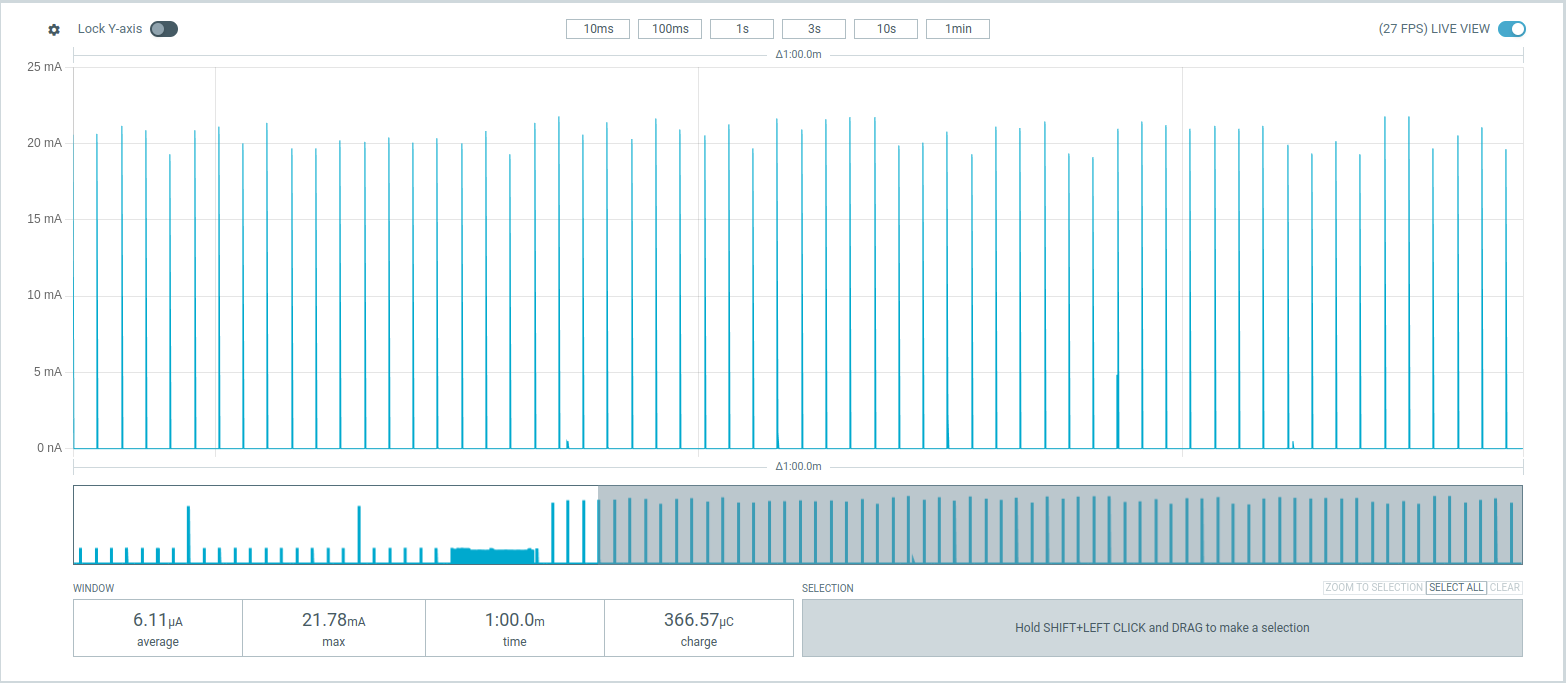 Lock Y-axis 10ms 100ms 1s 3s 10s 1min (27 FPS) LIVE VIEW
Δ1:00.0m
25 mA
20 mA
15 mA
10 mA
5 mA
0 nA
Δ1:00.0m
WINDOW SELECTION ZOOM TO SELECTION SELECT ALL CLEAR
6.11μA 21.78mA 1:00.0m 366.57μC
average max time charge
Hold SHIFT+LEFT CLICK and DRAG to make a selection